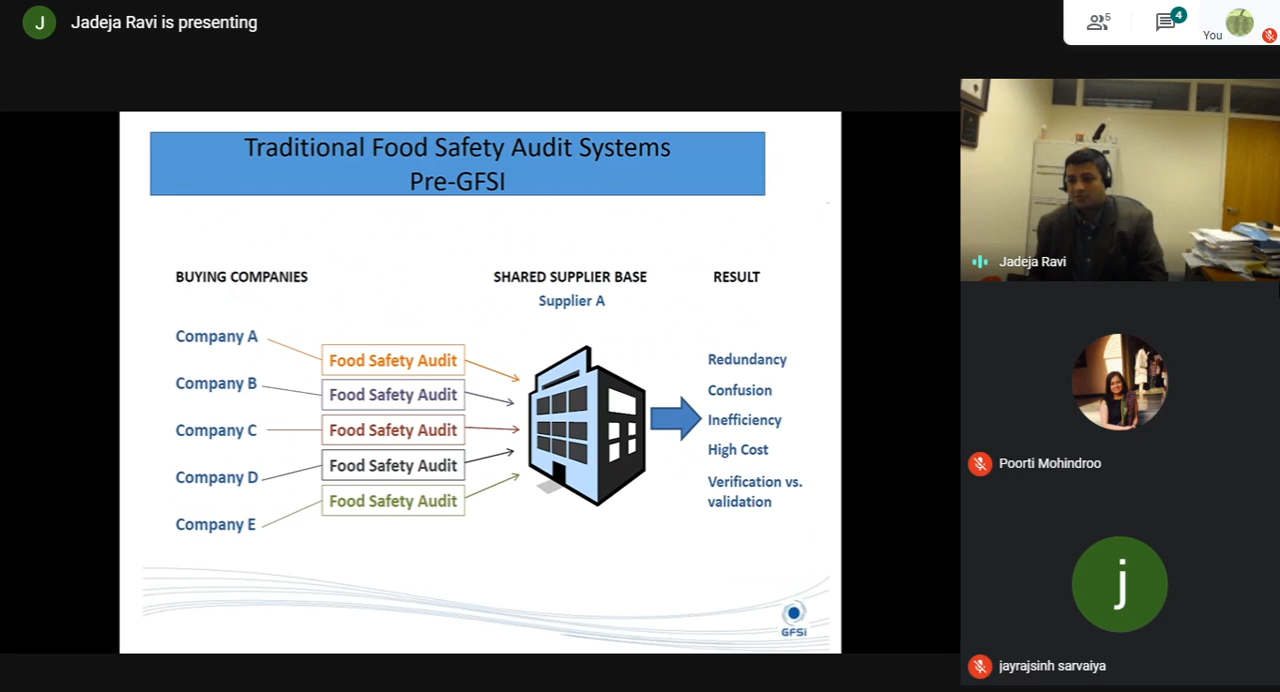 J
Jadeja Ravi is presenting
5
4
You
Traditional Food Safety Audit Systems
Pre-GFSI
BUYING COMPANIES
SHARED SUPPLIER BASE
RESULT
Supplier A
Company A
Company B
Company C
Company D
Company E
Food Safety Audit
Food Safety Audit
Food Safety Audit
Food Safety Audit
Food Safety Audit
Redundancy
Confusion
Inefficiency
High Cost
Verification vs.
validation
GFSi
Jadeja Ravi
Poorti Mohindroo
j
jayrajsinh sarvaiya